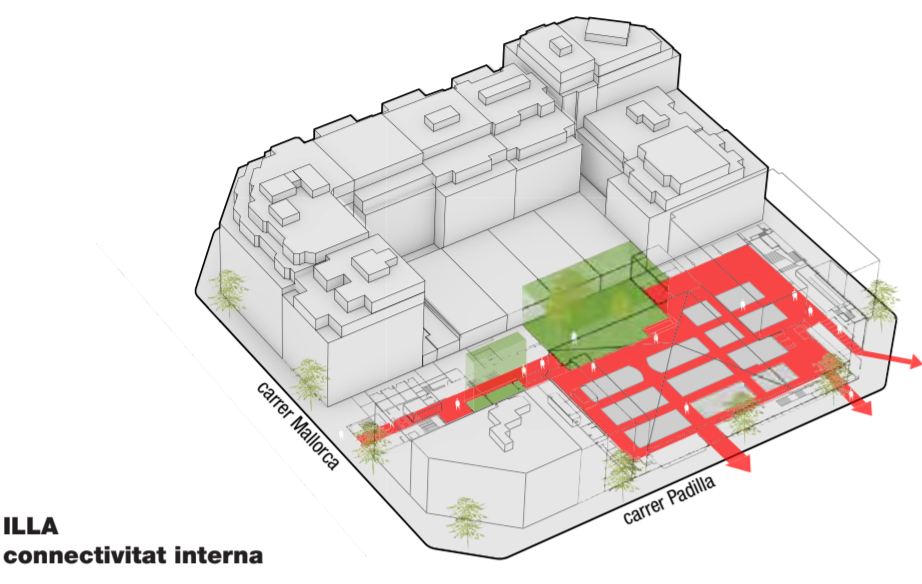 carrer Mallorca
carrer Padilla
ILLA
connectivitat interna